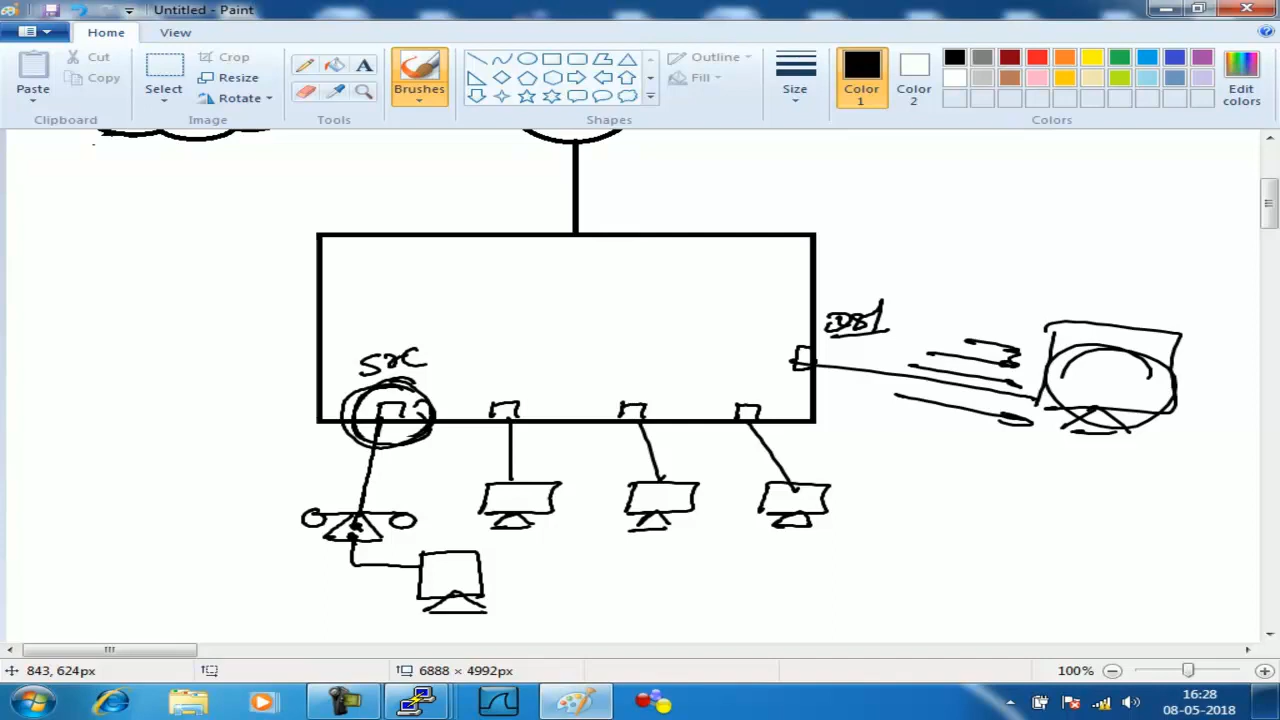 Untitled - Paint
Home View
Paste
Cut
Copy
Clipboard
Select
Crop
Resize
Rotate
Image
A
Tools
Brushes
Shapes
Outline
Fill
Size
Color 1
Color 2
Edit colors
Colors
Src
843, 624px
6888 × 4992px
100%
16:28
08-05-2018